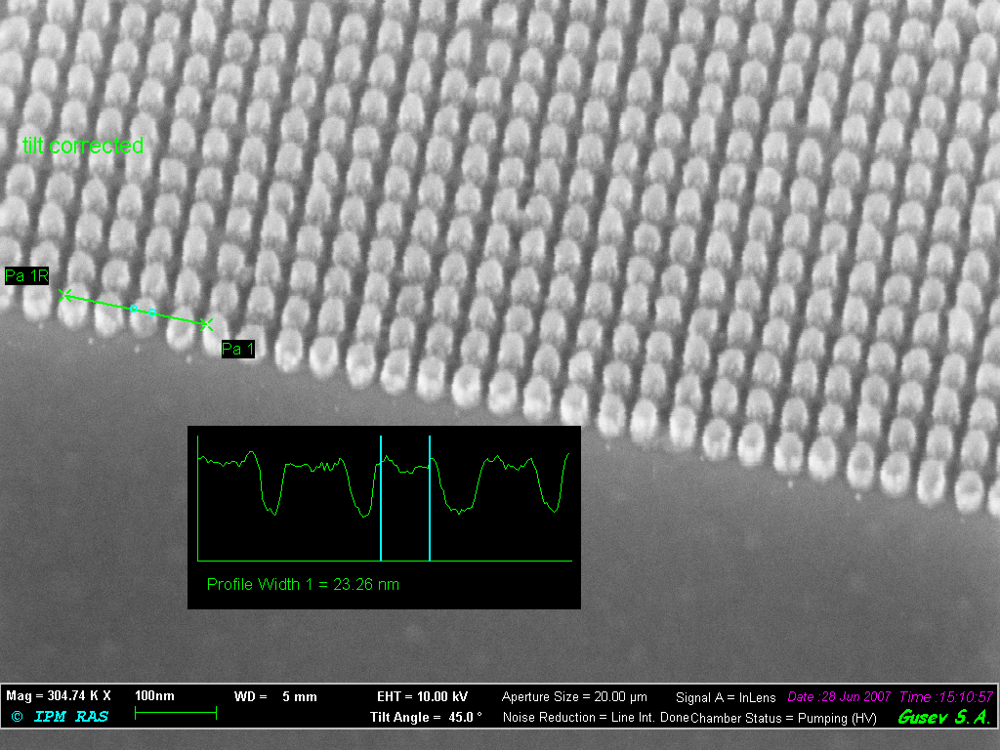 tilt corrected
Pa 1R
Pa 1
Profile Width 1 = 23.26 nm
Mag = 304.74 K X 100nm WD = 5 mm EHT = 10.00 kV Aperture Size = 20.00 µm Signal A = InLens Date :28 Jun 2007 Time :15:10:57
© IPM RAS Tilt Angle = 45.0 ° Noise Reduction = Line Int. Done Chamber Status = Pumping (HV) Gusev S. A.